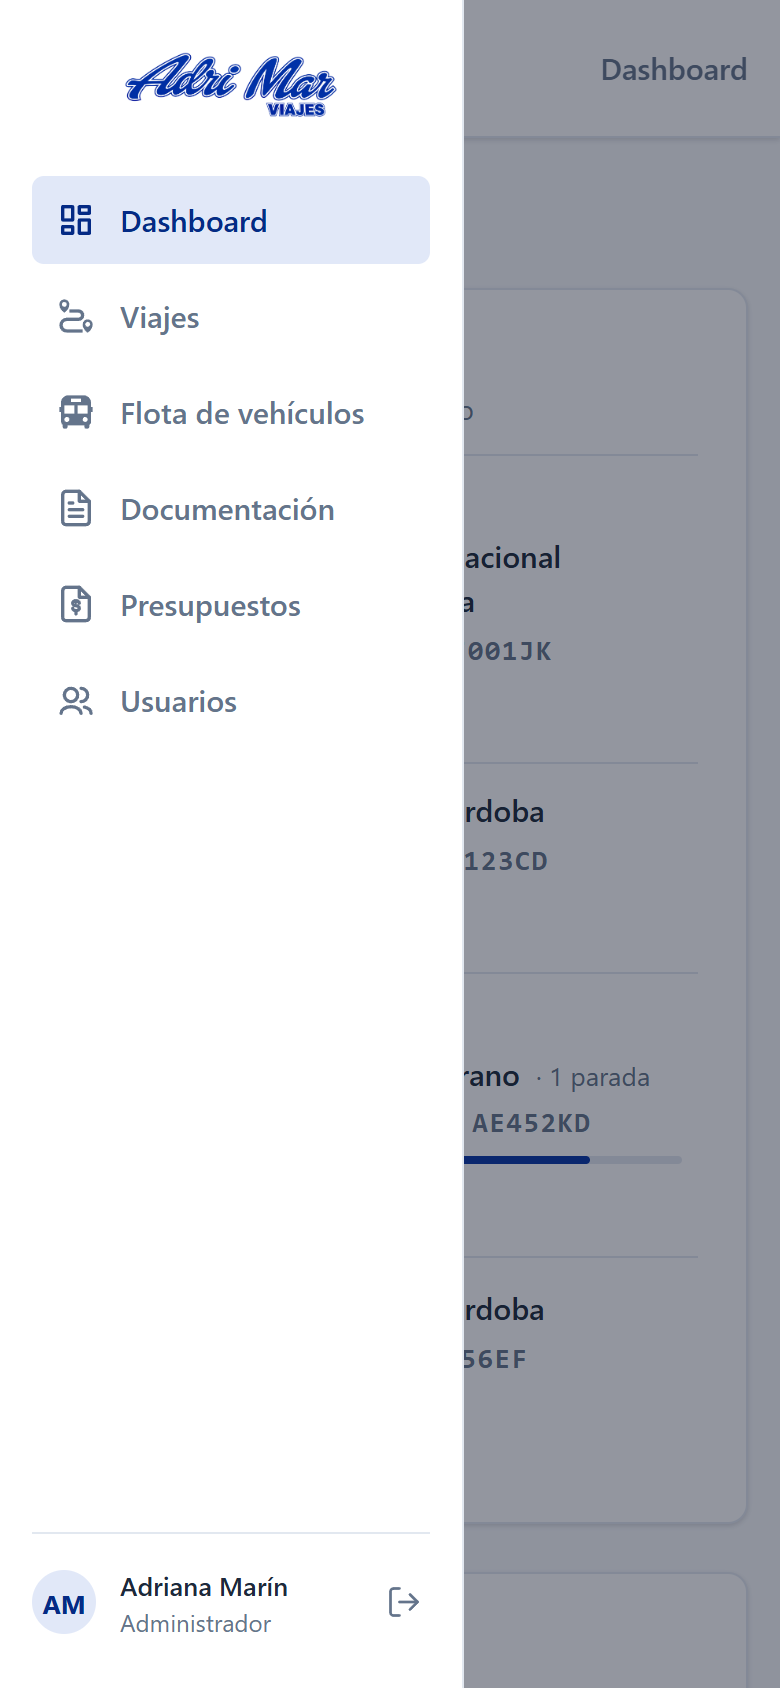 Adri Mar
VIAJES
Dashboard
Dashboard
Viajes
Flota de vehículos
Documentación
Presupuestos
Usuarios
o
acional
a
001JK
rdoba
123CD
rano · 1 parada
AE452KD
rdoba
56EF
AM
Adriana Marín
Administrador